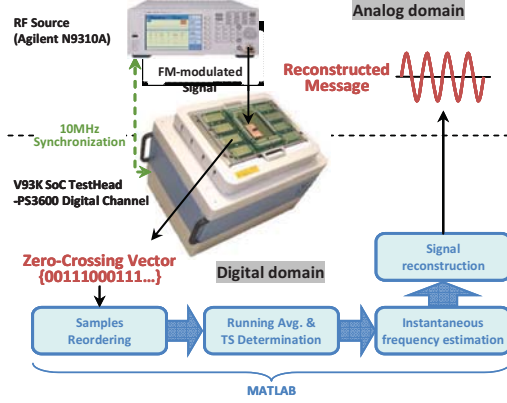 RF Source
(Agilent N9310A)
Analog domain
FM-modulated
Signal
Reconstructed
Message
10MHz
Synchronization
V93K SoC TestHead
-PS3600 Digital Channel
Zero-Crossing Vector
{00111000111...}
Digital domain
Signal
reconstruction
Samples
Reordering
Running Avg. &
TS Determination
Instantaneous
frequency estimation
MATLAB